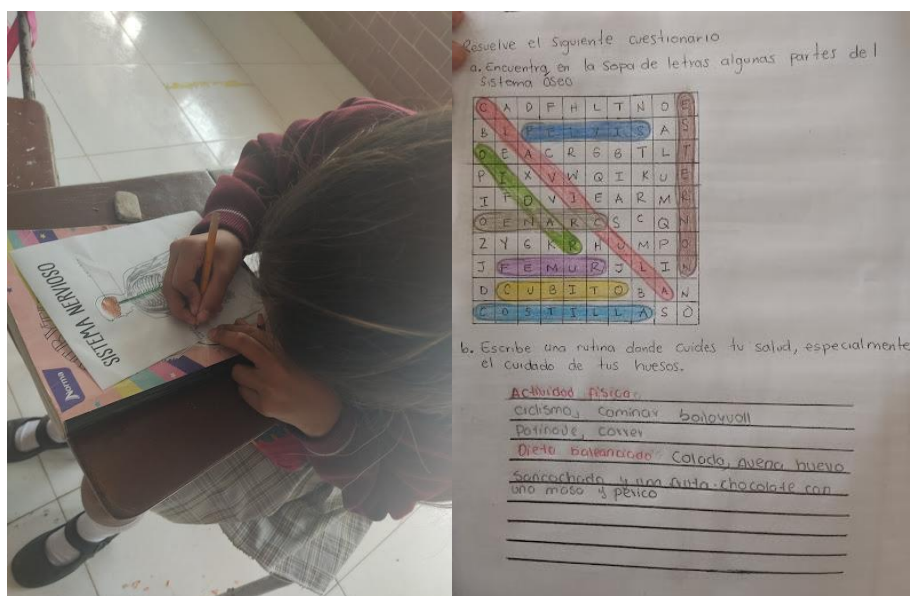 SISTEMA NERVIOSO
Norma
Resuelve el siguiente cuestionario
a. Encuentra en la sopa de letras algunas partes del
sistema óseo
C A D F H L T N O E
B L P E L V I S A S
O E A C R G B T L T
P I X V W Q I K U E
I F D V I E A R M R
O E N A R C S C Q N
Z Y G K R H U M P O
J F E M U R J L I N
D C U B I T O B A N
C O S T I L L A S O
b. Escribe una rutina donde cuides tu salud, especialmente
el cuidado de tus huesos.
Actividad física:
ciclismo, caminar
Patinaje, correr
Dieta Colada, avena huevo
Sancochado y una fruta. chocolate con
una masa y perico